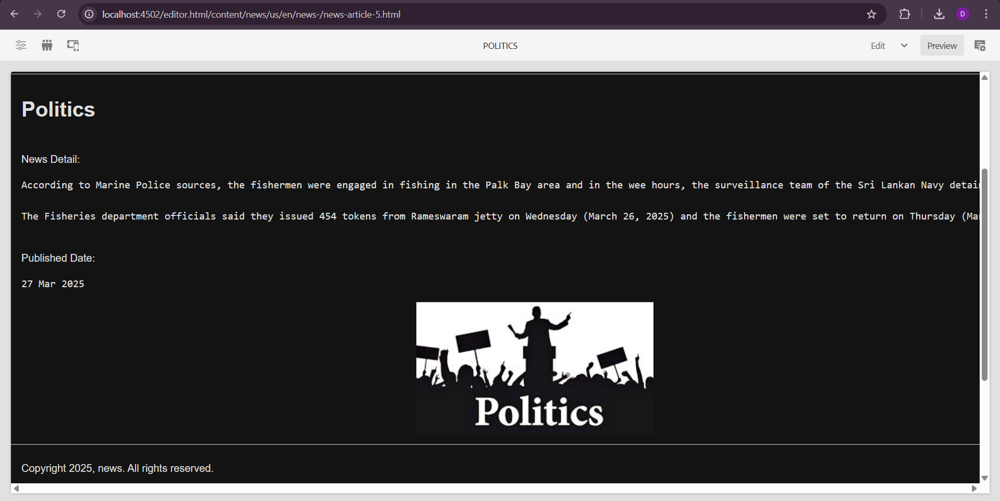 localhost:4502/editor.html/content/news/us/en/news-/news-article-5.html
D
POLITICS
Edit
Preview
Politics
News Detail:
According to Marine Police sources, the fishermen were engaged in fishing in the Palk Bay area and in the wee hours, the surveillance team of the Sri Lankan Navy
The Fisheries department officials said they issued 454 tokens from Rameswaram jetty on Wednesday (March 26, 2025) and the fishermen were set to return on Thursday
Published Date:
27 Mar 2025
Politics
Copyright 2025, news. All rights reserved.